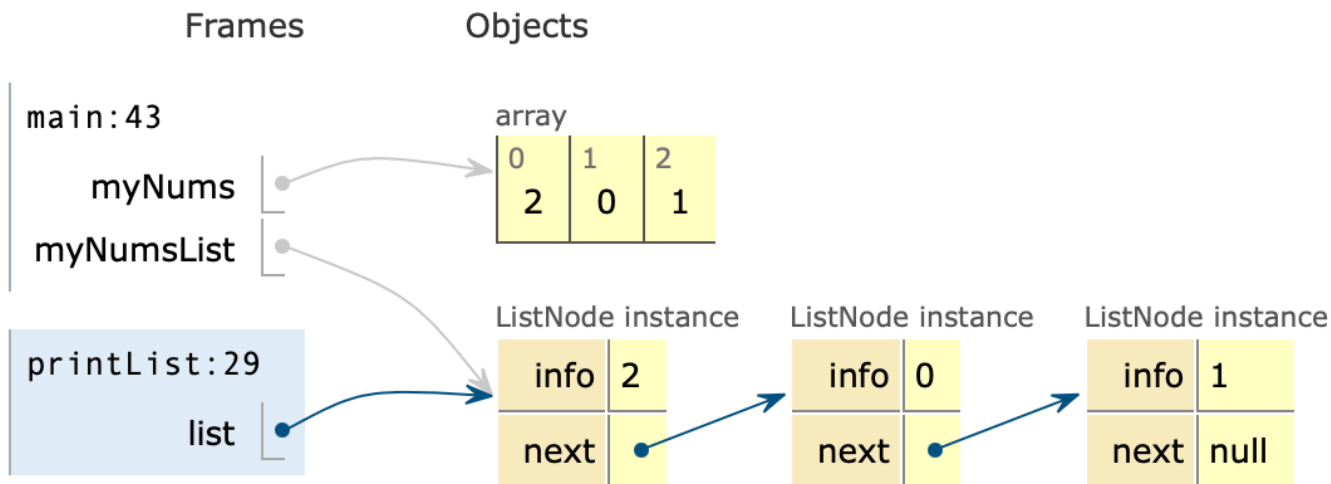 Frames Objects
main:43
array
0 1 2
myNums
2 0 1
myNumsList
ListNode instance ListNode instance ListNode instance
printList:29
info 2 info 0 info 1
list
next next next null